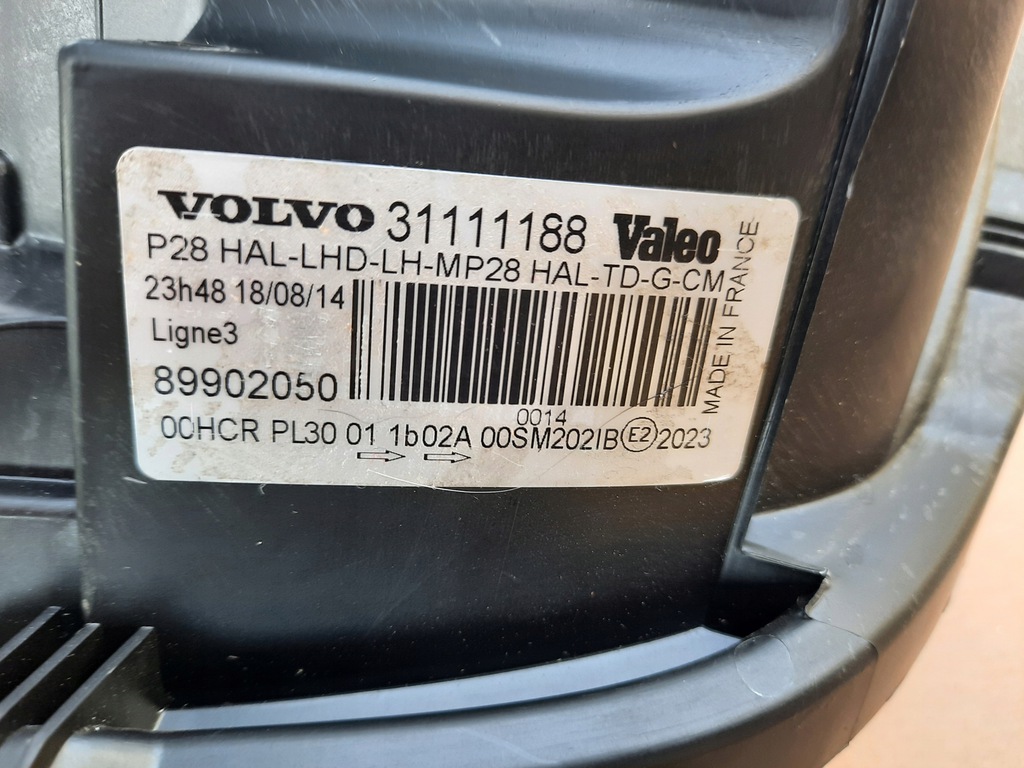 VOLVO 31111188 Valeo
P28 HAL-LHD-LH-MP28 HAL-TD-G-CM
23h48 18/08/14
Ligne3
89902050
0014
00HCR PL30 01 1b02A 00SM202IB E2 2023
MADE IN FRANCE